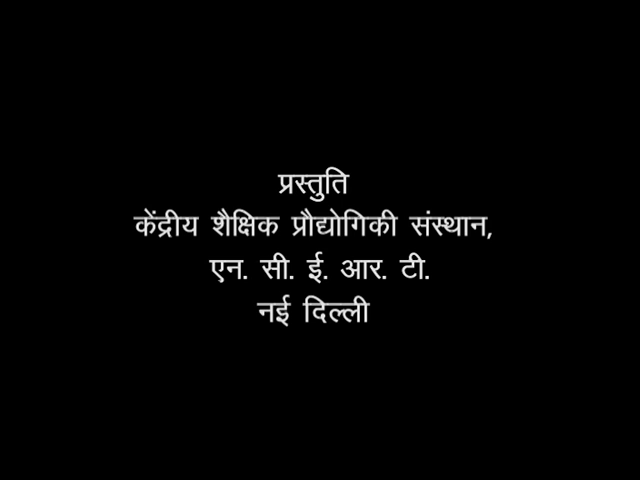 प्रस्तुति
केंद्रीय शैक्षिक प्रौद्योगिकी संस्थान,
एन. सी. ई. आर. टी.
नई दिल्ली